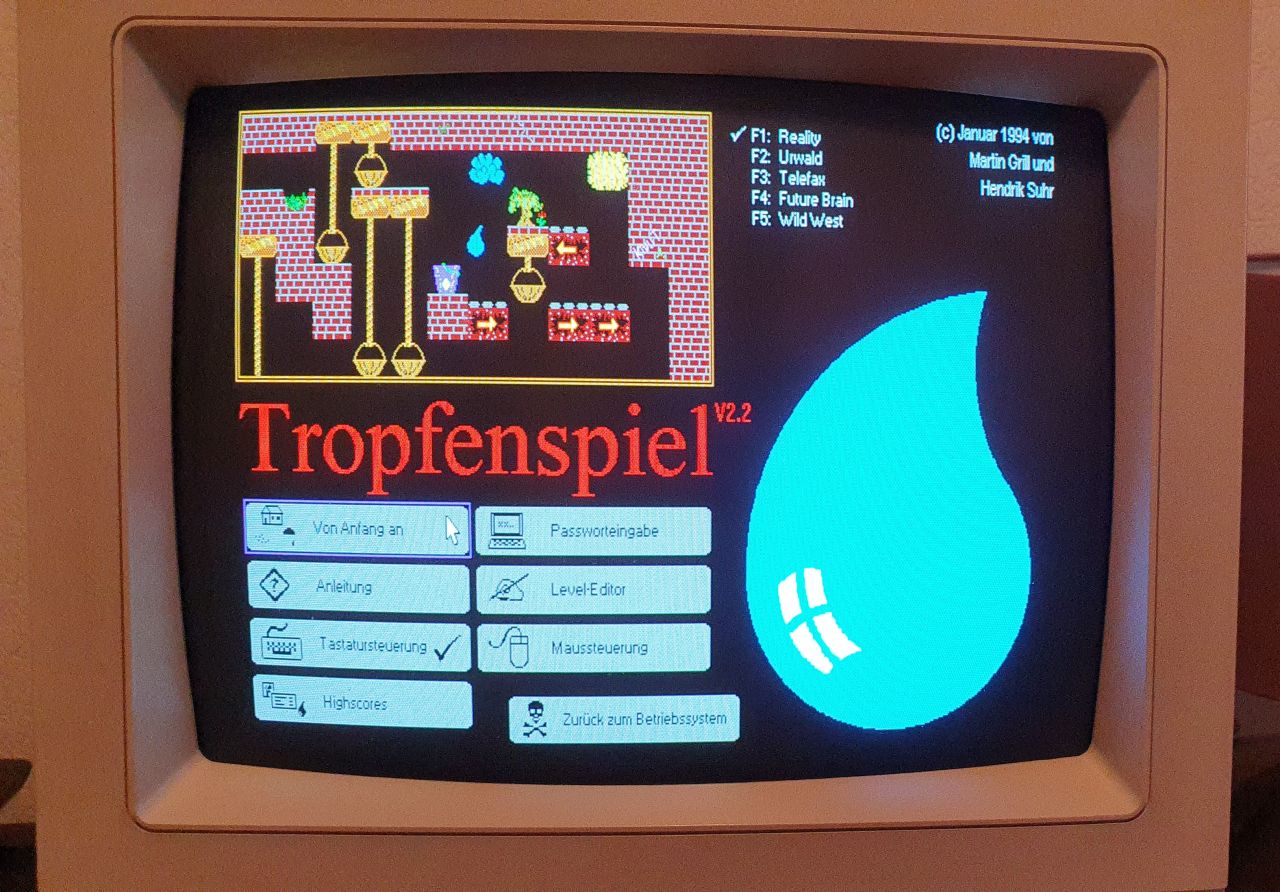 ✓ F1: Reality
F2: Urwald
F3: Telefax
F4: Future Brain
F5: Wild West
(c) Januar 1994 von
Martin Grill und
Hendrik Suhr
Tropfenspiel V2.2
Von Anfang an
Passworteingabe
Anleitung
Level-Editor
Tastatursteuerung ✓
Maussteuerung
Highscores
Zurück zum Betriebssystem